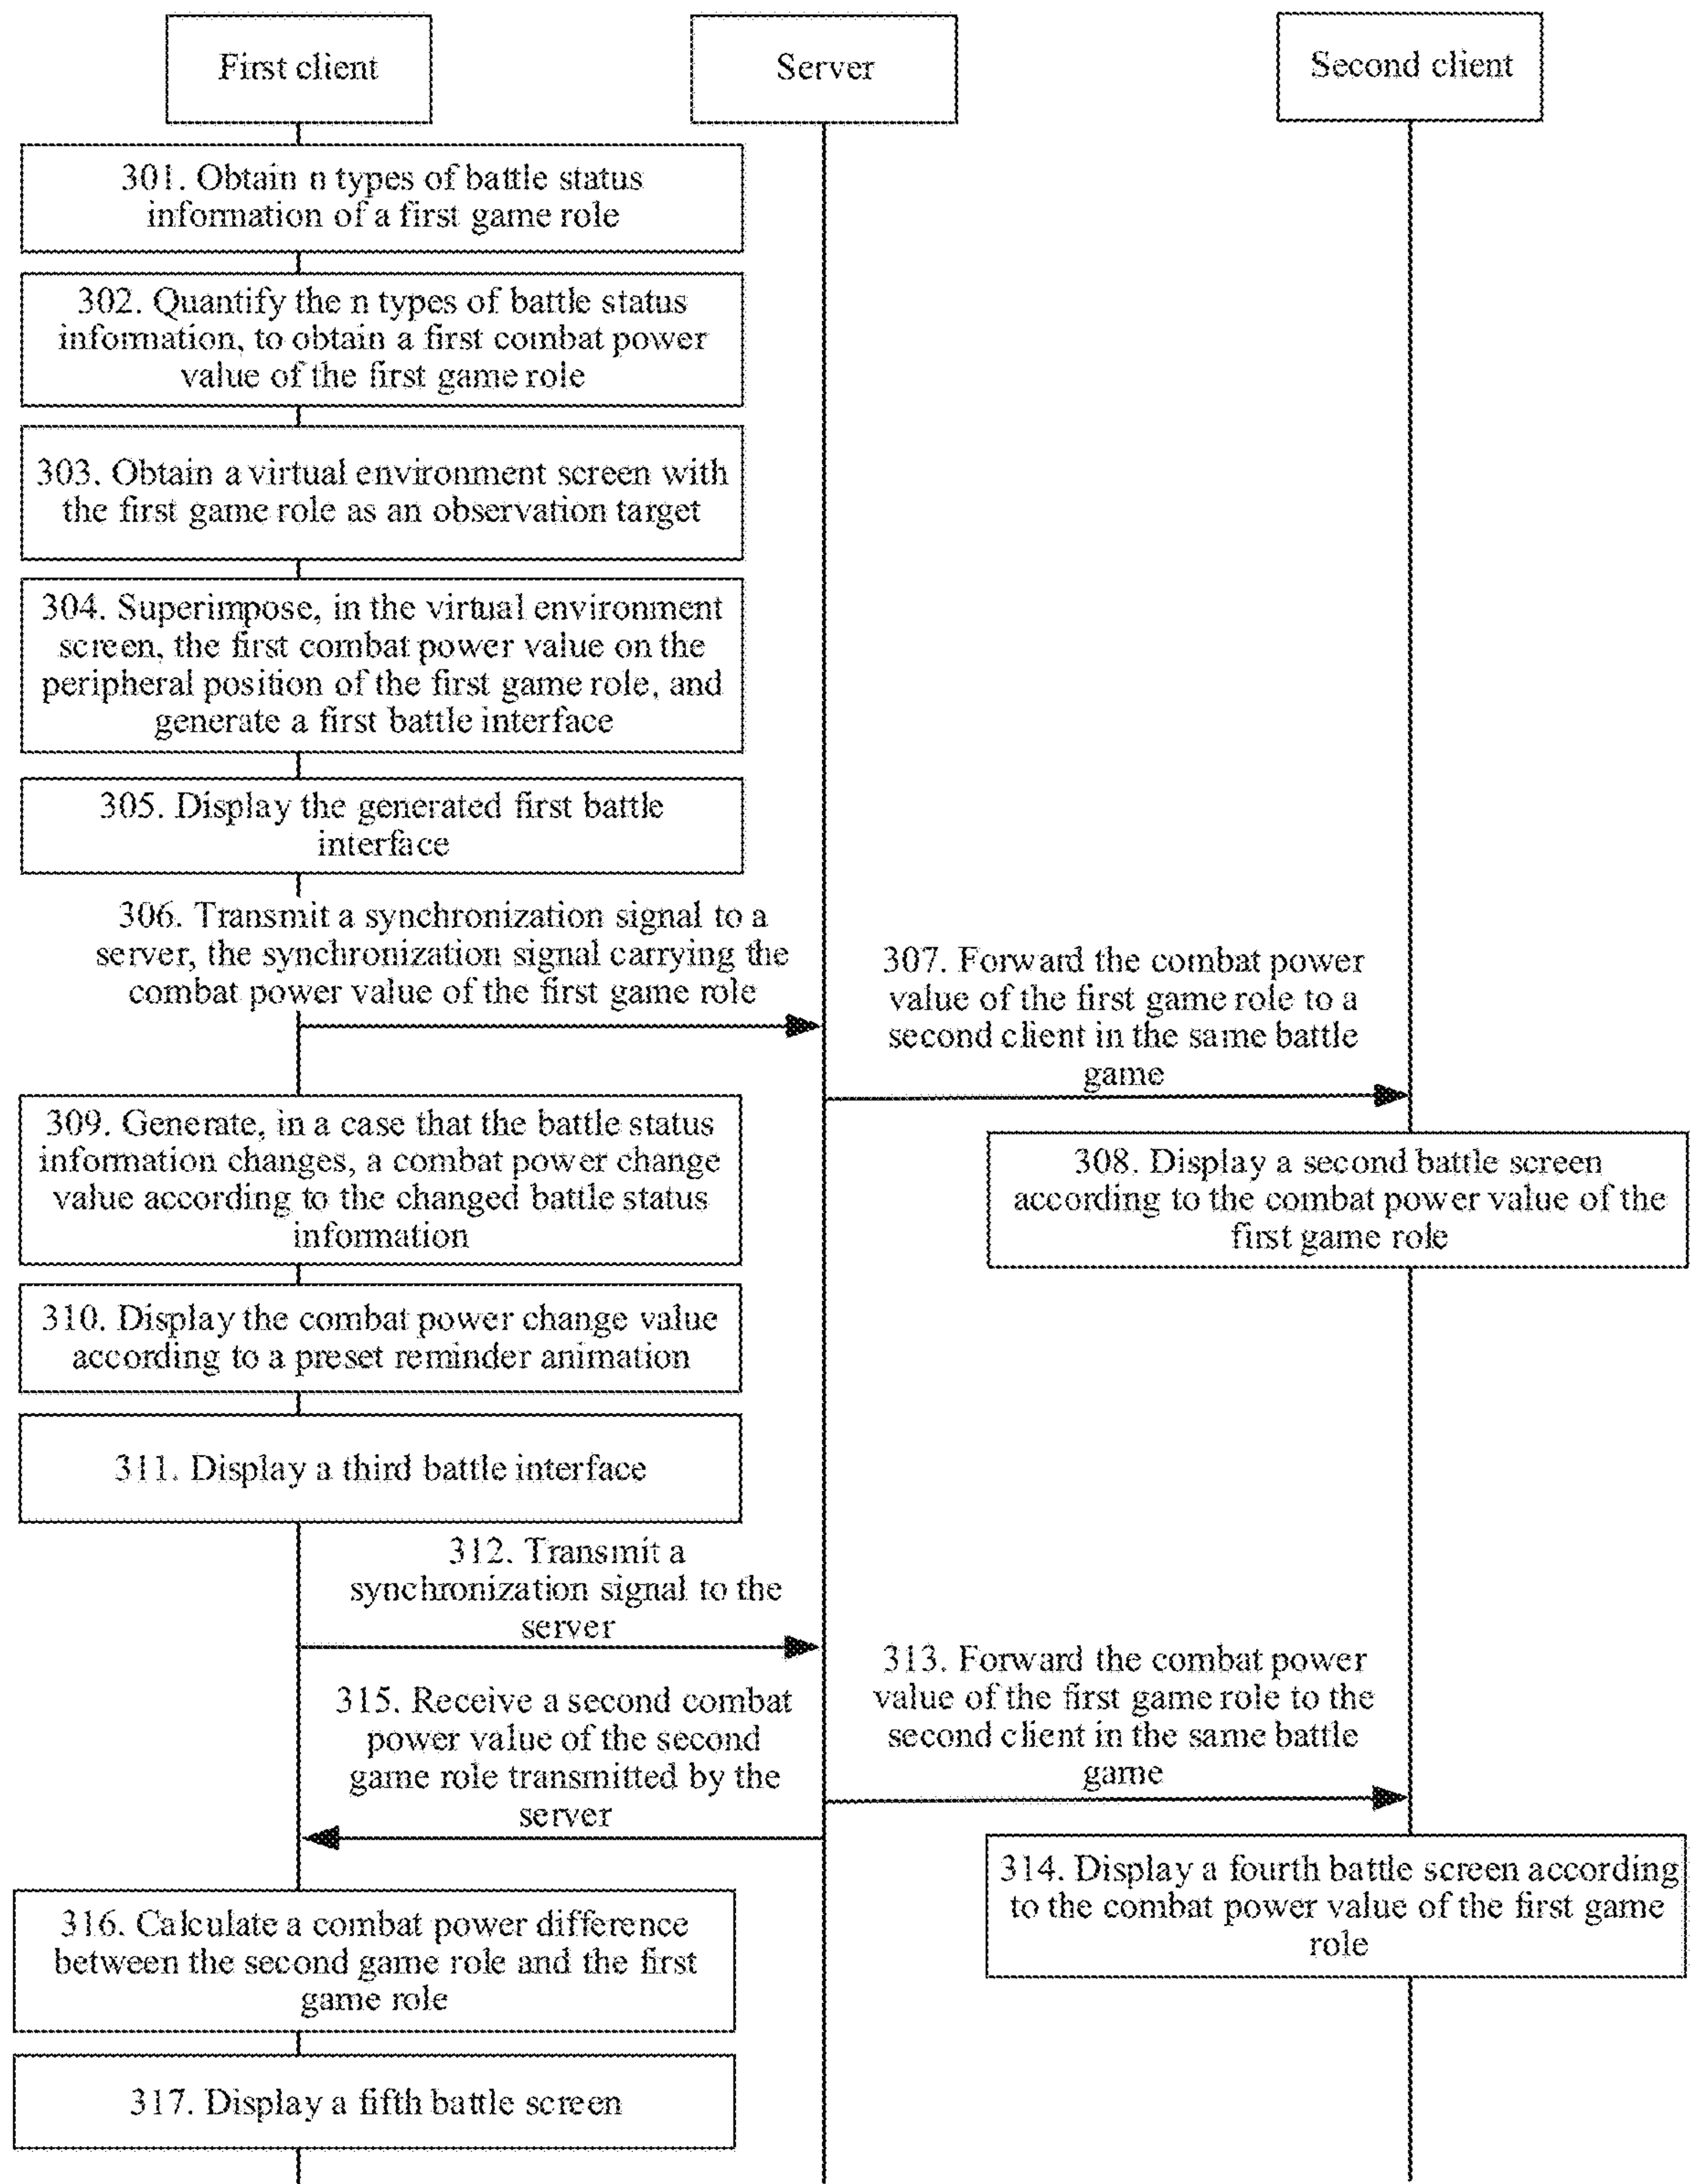 First client
Server
Second client
301. Obtain n types of battle status
information of a first game role
302. Quantify the n types of battle status
information, to obtain a first combat power
value of the first game role
303. Obtain a virtual environment screen with
the first game role as an observation target
304. Superimpose, in the virtual environment
screen, the first combat power value on the
peripheral position of the first game role, and
generate a first battle interface
305. Display the generated first battle
interface
306. Transmit a synchronization signal to a
server, the synchronization signal carrying the
combat power value of the first game role
307. Forward the combat power
value of the first game role to a
second client in the same battle
game
308. Display a second battle screen
according to the combat power value of the
first game role
309. Generate, in a case that the battle status
information changes, a combat power change
value according to the changed battle status
information
310. Display the combat power change value
according to a preset reminder animation
311. Display a third battle interface
312. Transmit a
synchronization signal to the
server
313. Forward the combat power
value of the first game role to the
second client in the same battle
game
314. Display a fourth battle screen according
to the combat power value of the first game
role
315. Receive a second combat
power value of the second
game role transmitted by the
server
316. Calculate a combat power difference
between the second game role and the first
game role
317. Display a fifth battle screen